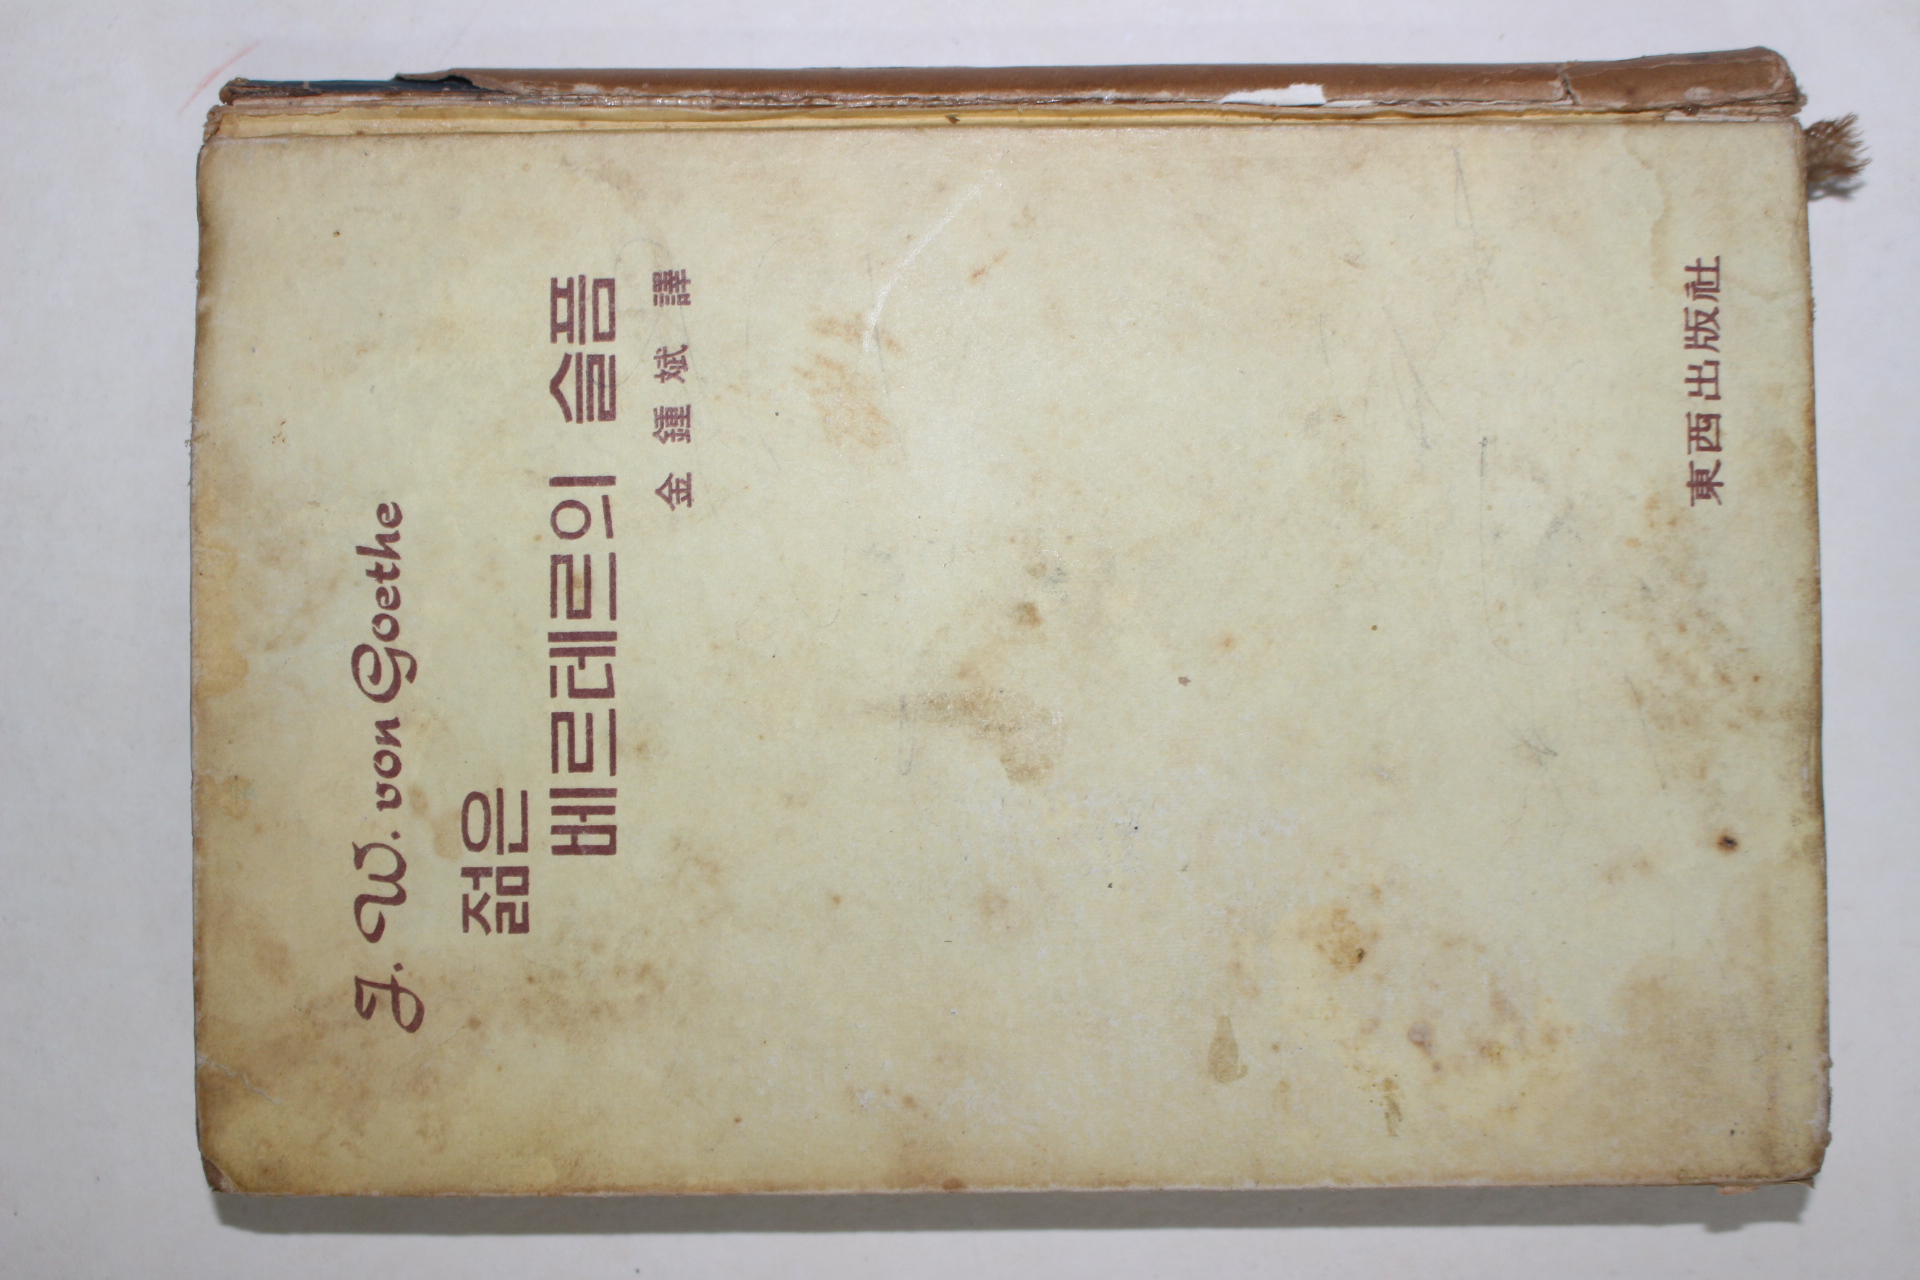 J. W. von Goethe
젊은
베르테르의 슬픔
金鍾斌 譯
東西出版社